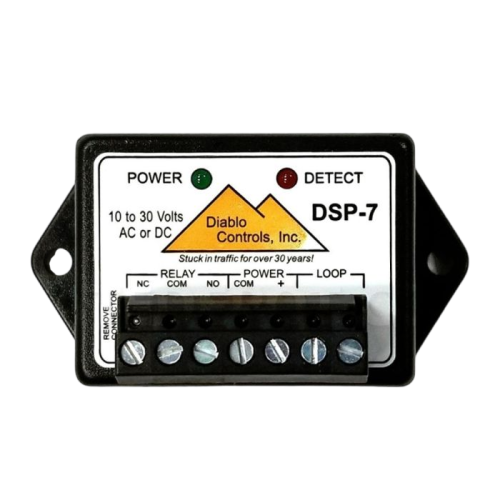 POWER DETECT
10 to 30 Volts
AC or DC
Diablo
Controls, Inc.
DSP-7
Stuck in traffic for over 30 years!
RELAY POWER LOOP
NC COM NO COM +
REMOVE
CONNECTOR